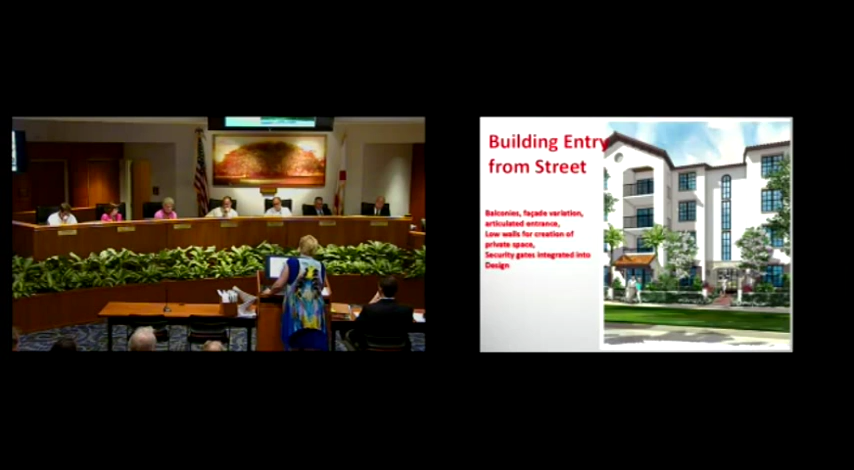 Building Entry
from Street
Balconies, façade variation,
articulated entrance,
Low walls for creation of
private space,
Security gates integrated into
Design